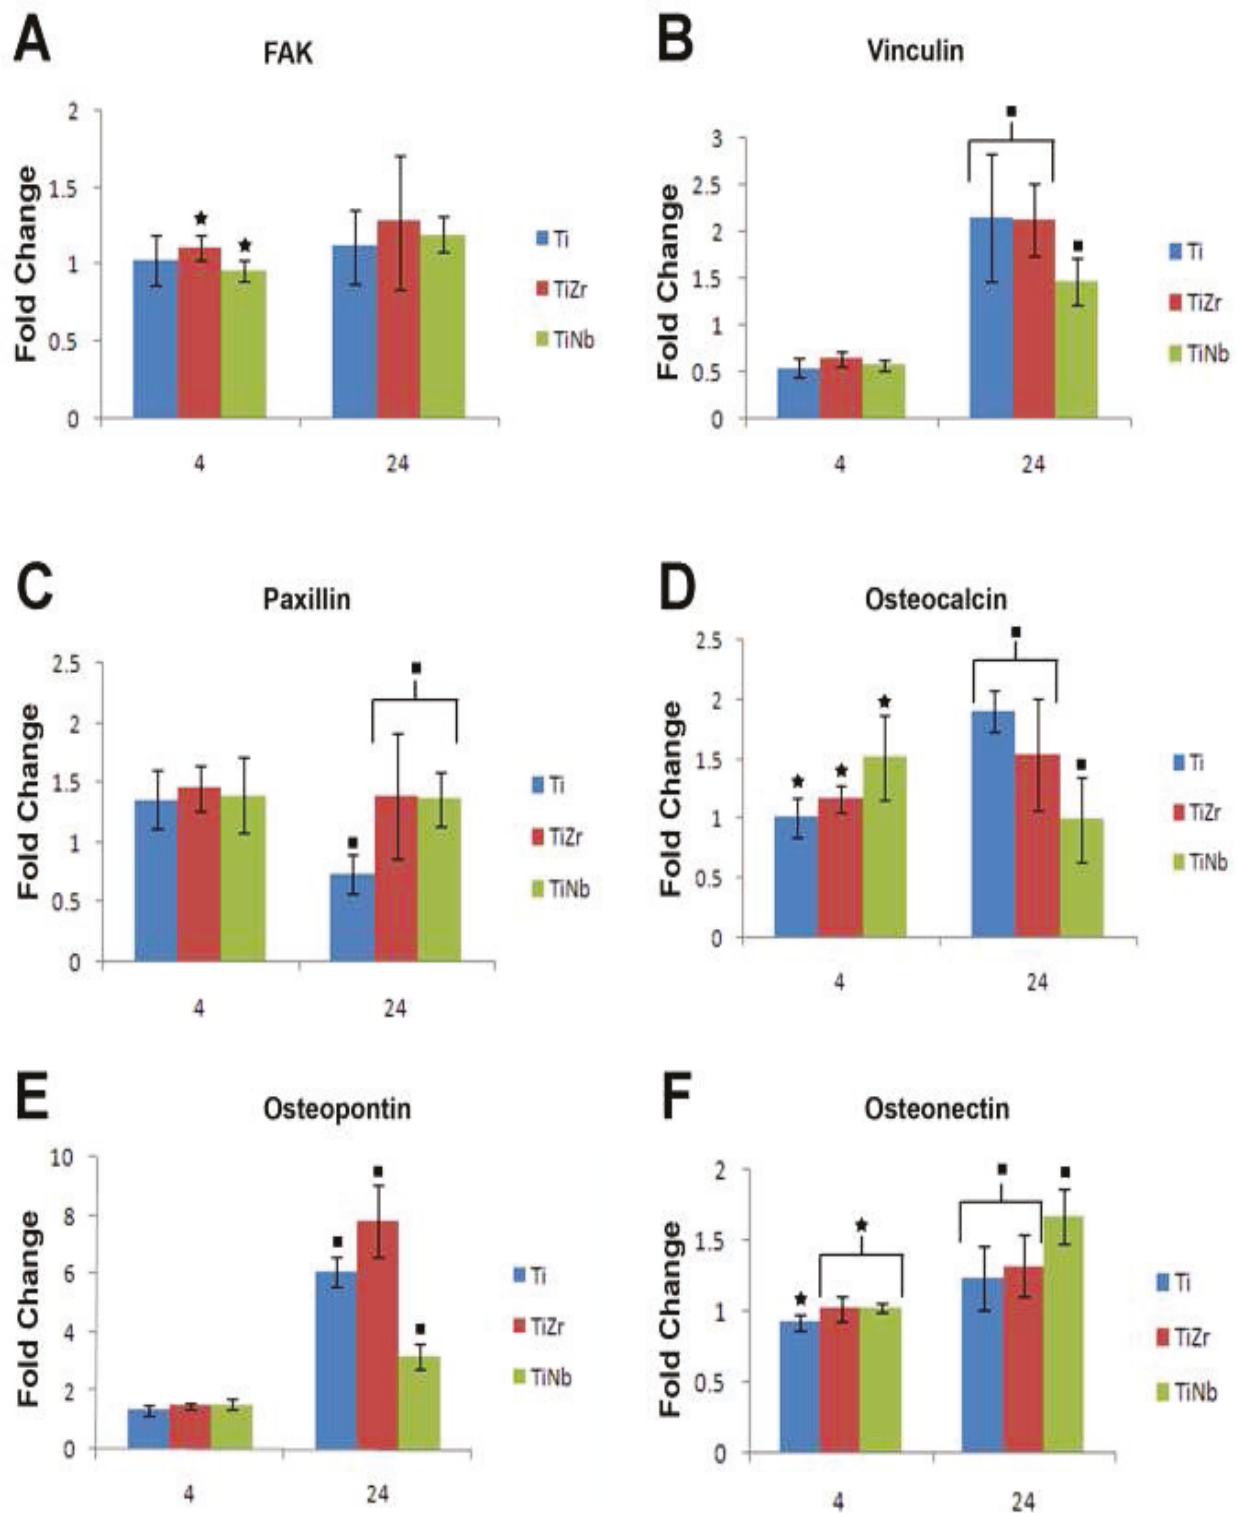 A
FAK
Fold Change
2
1.5
1
0.5
0
4
24
Ti
TiZr
TiNb
B
Vinculin
Fold Change
3
2.5
2
1.5
1
0.5
0
4
24
Ti
TiZr
TiNb
C
Paxillin
Fold Change
2.5
2
1.5
1
0.5
0
4
24
Ti
TiZr
TiNb
D
Osteocalcin
Fold Change
2.5
2
1.5
1
0.5
0
4
24
Ti
TiZr
TiNb
E
Osteopontin
Fold Change
10
8
6
4
2
0
4
24
Ti
TiZr
TiNb
F
Osteonectin
Fold Change
2
1.5
1
0.5
0
4
24
Ti
TiZr
TiNb